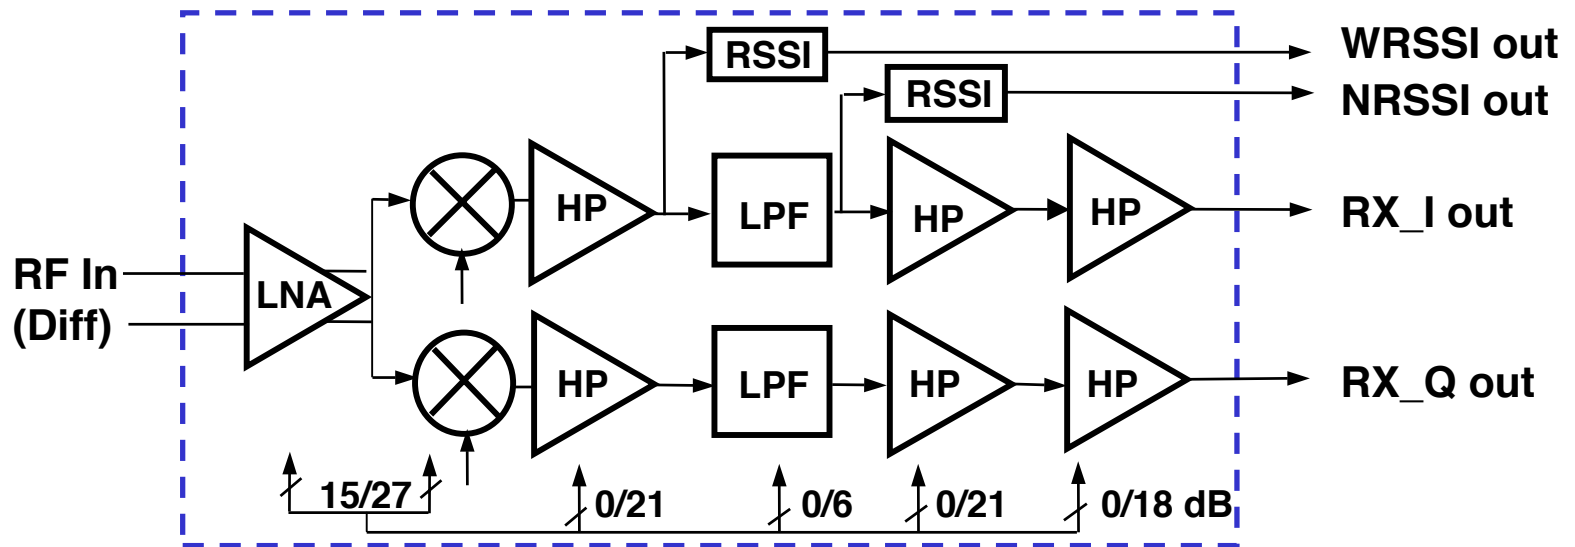 RSSI
WRSSI out
RSSI
NRSSI out
HP
LPF
HP
HP
RX_I out
RF In
(Diff)
LNA
HP
LPF
HP
HP
RX_Q out
15/27
0/21
0/6
0/21
0/18 dB